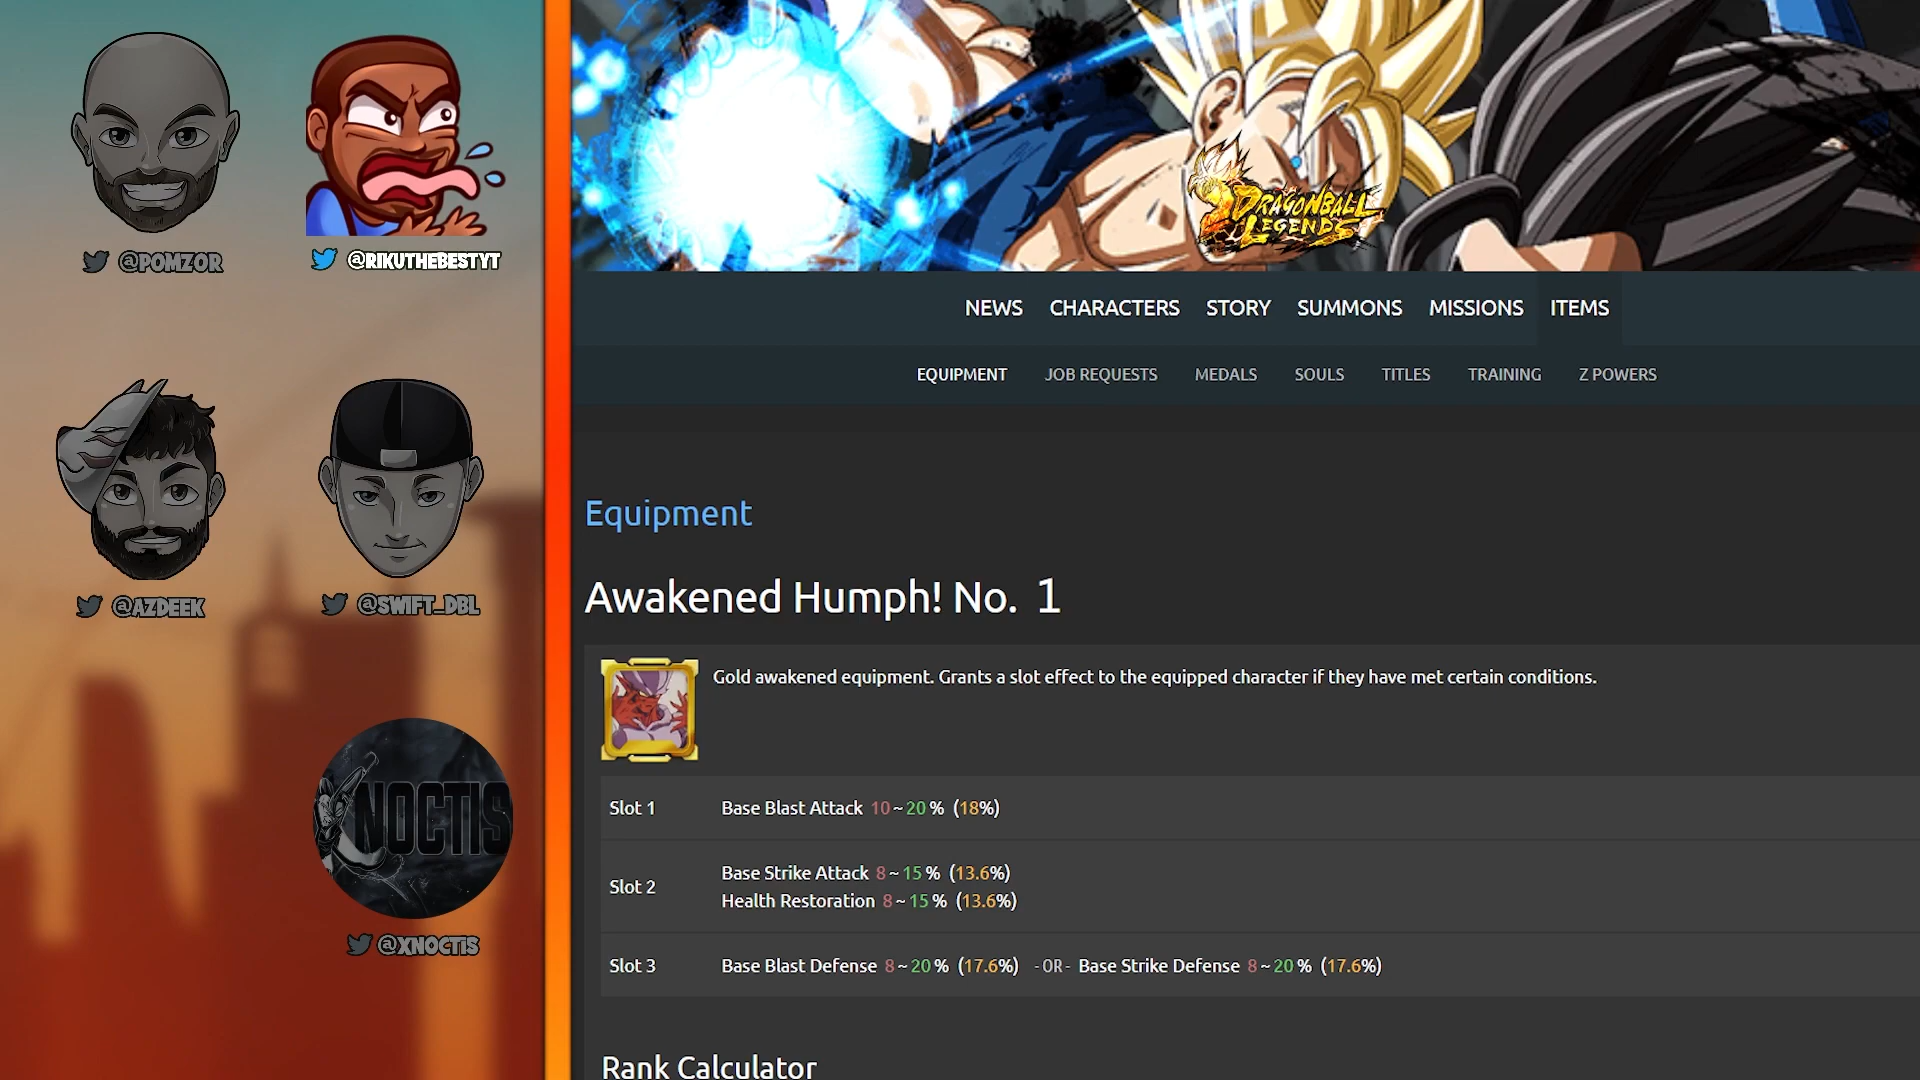 @POMZOR
@RIKUTHEBESTYT
@AZDEEK
@SWIFT_DBL
NOCTIS
@XNOCTIS
DRAGONBALL
LEGENDS
NEWS CHARACTERS STORY SUMMONS MISSIONS ITEMS
EQUIPMENT JOB REQUESTS MEDALS SOULS TITLES TRAINING Z POWERS
Equipment
Awakened Humph! No. 1
Gold awakened equipment. Grants a slot effect to the equipped character if they have met certain conditions.
Slot 1 Base Blast Attack 10 ~ 20 % (18%)
Slot 2 Base Strike Attack 8 ~ 15 % (13.6%)
Health Restoration 8 ~ 15 % (13.6%)
Slot 3 Base Blast Defense 8 ~ 20 % (17.6%) - OR - Base Strike Defense 8 ~ 20 % (17.6%)
Rank Calculator